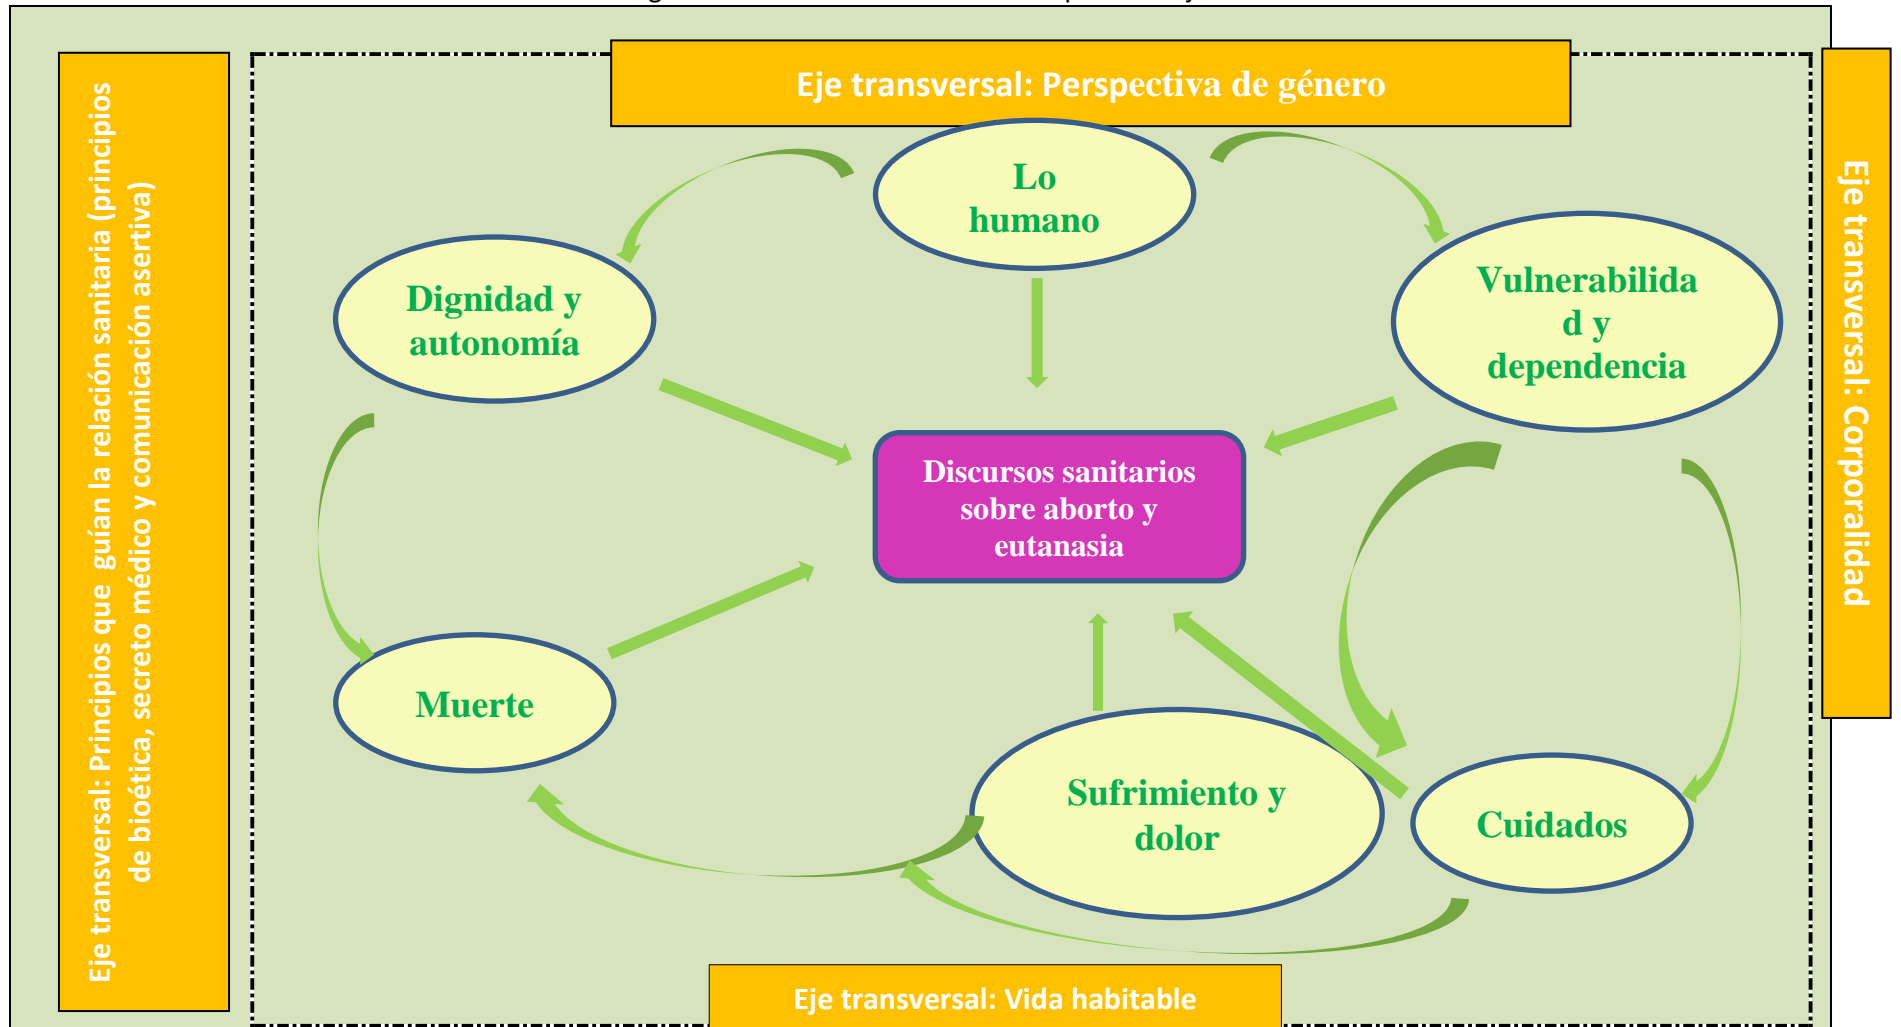 Eje transversal: Perspectiva de género
Eje transversal: Principios que guían la relación sanitaria (principios
de bioética, secreto médico y comunicación asertiva)
Eje transversal: Corporalidad
Lo
humano
Dignidad y
autonomía
Vulnerabilida
d y
dependencia
Discursos sanitarios
sobre aborto y
eutanasia
Muerte
Sufrimiento y
dolor
Cuidados
Eje transversal: Vida habitable